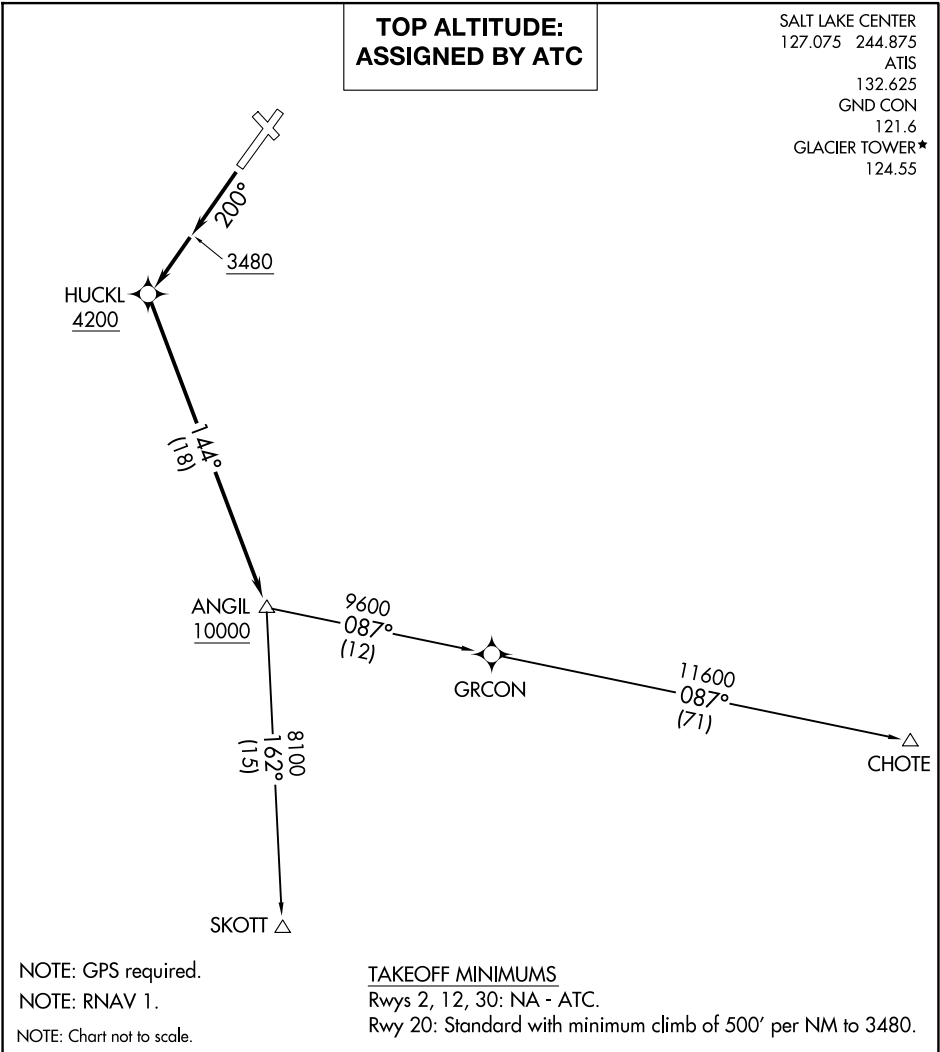 TOP ALTITUDE:
ASSIGNED BY ATC
SALT LAKE CENTER
127.075 244.875
ATIS
132.625
GND CON
121.6
GLACIER TOWER★
124.55
200°
3480
HUCKL
4200
144°
(18)
ANGIL
10000
9600
087°
(12)
GRCON
11600
087°
(71)
CHOTE
8100
162°
(15)
SKOTT
NOTE: GPS required.
NOTE: RNAV 1.
NOTE: Chart not to scale.
TAKEOFF MINIMUMS
Rwys 2, 12, 30: NA - ATC.
Rwy 20: Standard with minimum climb of 500' per NM to 3480.